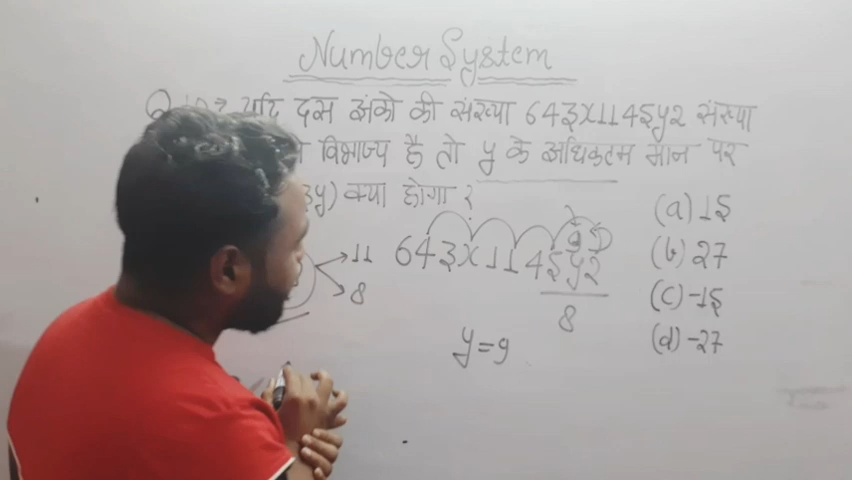 Number System
यदि दस अंको की संख्या 643x1145y2 संख्या
विभाज्य है तो y के अधिकतम मान पर
y) क्या होगा ?
(a) 15
643x1145y2
11
(b) 27
8
(c) -15
8
y=9
(d) -27